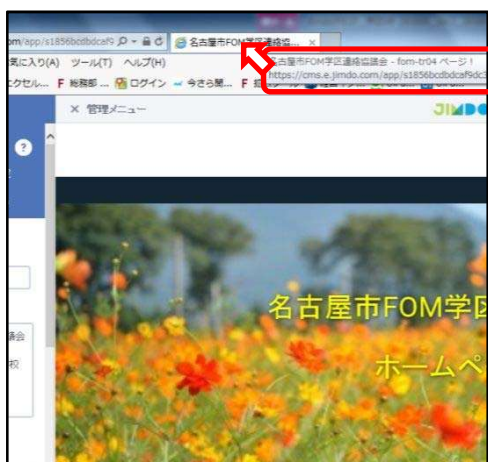 om/app/s1856bcdbdcaf9
名古屋市FOM学区連絡協... ×
気に入り(A) ツール(T) ヘルプ(H)
名古屋市FOM学区連絡協議会 - fom-tr04 ページ!
https://cms.e.jimdo.com/app/s1856bcdbdcaf9dc3
クセル... F 総務部 ... ログイン 今さら聞... F
× 管理メニュー
JIMDO
?
議会
校
名古屋市FOM学区
ホームペ